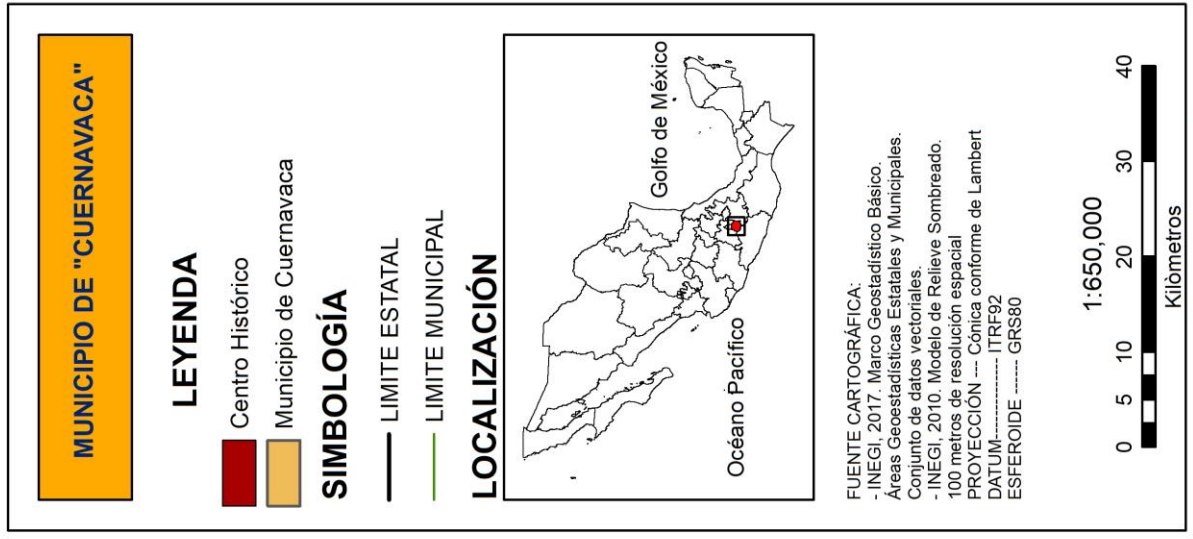 MUNICIPIO DE "CUERNAVACA"
LEYENDA
Centro Histórico
Municipio de Cuernavaca
SIMBOLOGÍA
LIMITE ESTATAL
LIMITE MUNICIPAL
LOCALIZACIÓN
Golfo de México
Océano Pacífico
FUENTE CARTOGRÁFICA:
- INEGI, 2017. Marco Geostadístico Básico.
Áreas Geoestadísticas Estatales y Municipales.
Conjunto de datos vectoriales.
- INEGI, 2010. Modelo de Relieve Sombreado.
100 metros de resolución espacial
PROYECCIÓN --- Cónica conforme de Lambert
DATUM--------------- ITRF92
ESFEROIDE ------ GRS80
1:650,000
0 5 10 20 30 40
Kilòmetros